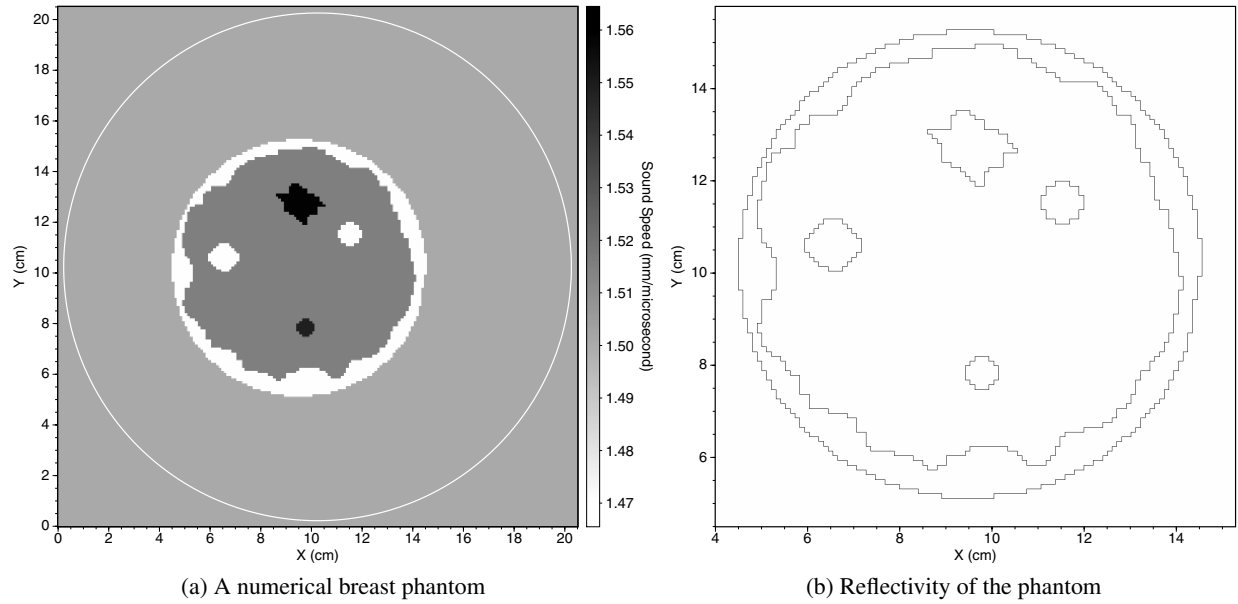 20
18
16
14
12
10
8
6
4
2
0
Y (cm)
0 2 4 6 8 10 12 14 16 18 20
X (cm)
1.56
1.55
1.54
1.53
1.52
1.51
1.50
1.49
1.48
1.47
Sound Speed (mm/microsecond)
(a) A numerical breast phantom
14
12
10
8
6
Y (cm)
4 6 8 10 12 14
X (cm)
(b) Reflectivity of the phantom